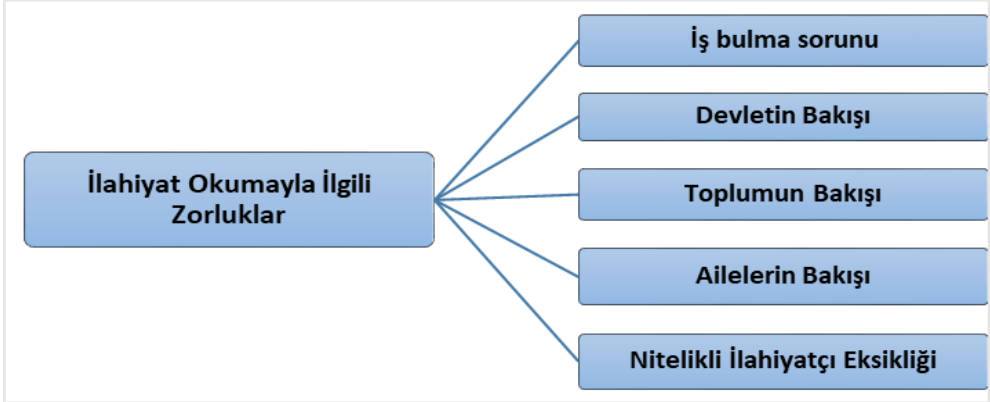 İlahiyat Okumayla İlgili
Zorluklar
İş bulma sorunu
Devletin Bakışı
Toplumun Bakışı
Ailelerin Bakışı
Nitelikli İlahiyatçı Eksikliği